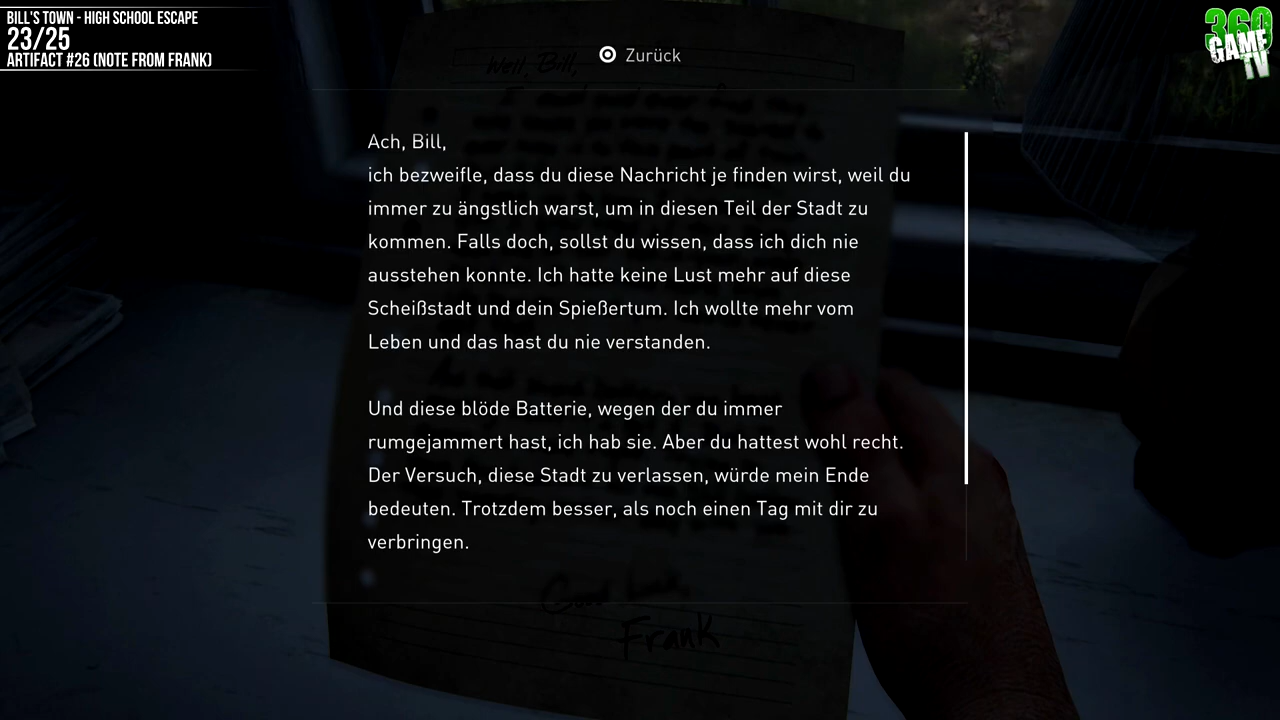 BILL'S TOWN - HIGH SCHOOL ESCAPE
23/25
ARTIFACT #26 (NOTE FROM FRANK)
360
GAME
TV
Zurück
Well, Bill,
Ach, Bill,
ich bezweifle, dass du diese Nachricht je finden wirst, weil du
immer zu ängstlich warst, um in diesen Teil der Stadt zu
kommen. Falls doch, sollst du wissen, dass ich dich nie
ausstehen konnte. Ich hatte keine Lust mehr auf diese
Scheißstadt und dein Spießertum. Ich wollte mehr vom
Leben und das hast du nie verstanden.
Und diese blöde Batterie, wegen der du immer
rumgejammert hast, ich hab sie. Aber du hattest wohl recht.
Der Versuch, diese Stadt zu verlassen, würde mein Ende
bedeuten. Trotzdem besser, als noch einen Tag mit dir zu
verbringen.
Good luck,
Frank